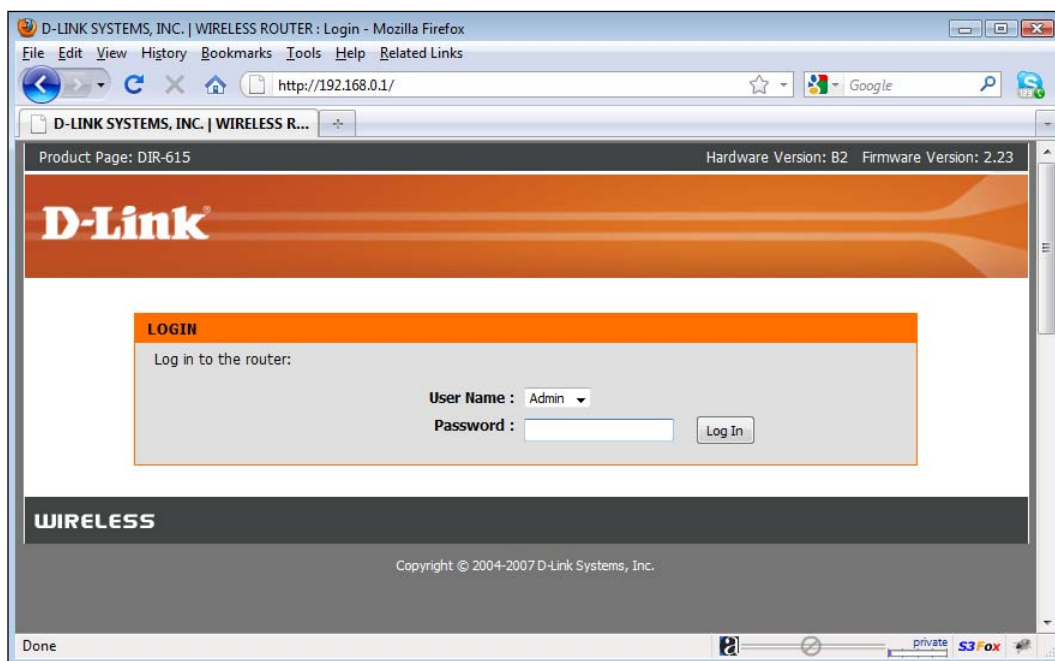 D-LINK SYSTEMS, INC. | WIRELESS ROUTER : Login - Mozilla Firefox
File Edit View History Bookmarks Tools Help Related Links
http://192.168.0.1/
Google
D-LINK SYSTEMS, INC. | WIRELESS R...
Product Page: DIR-615
Hardware Version: B2 Firmware Version: 2.23
D-Link®
LOGIN
Log in to the router:
User Name : Admin
Password :
Log In
WIRELESS
Copyright © 2004-2007 D-Link Systems, Inc.
Done
private
S3Fox